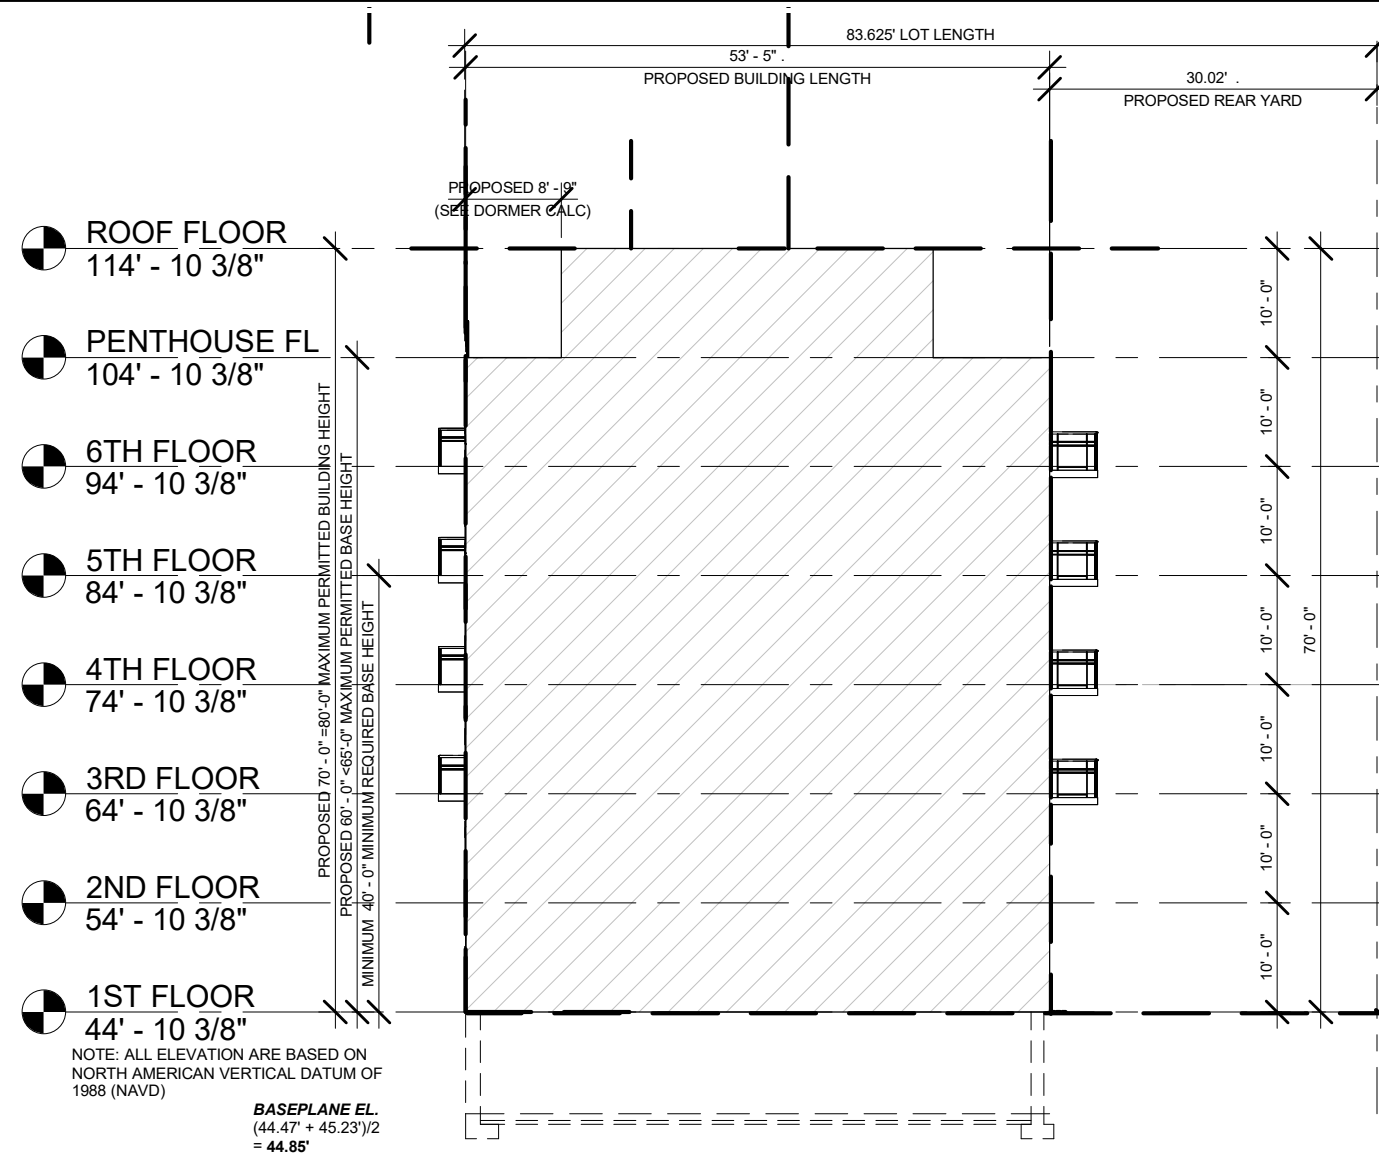 83.625' LOT LENGTH
53' - 5" .
PROPOSED BUILDING LENGTH
30.02' .
PROPOSED REAR YARD
PROPOSED 8' - 9"
(SEE DORMER CALC)
ROOF FLOOR
114' - 10 3/8"
PENTHOUSE FL
104' - 10 3/8"
6TH FLOOR
94' - 10 3/8"
5TH FLOOR
84' - 10 3/8"
4TH FLOOR
74' - 10 3/8"
3RD FLOOR
64' - 10 3/8"
2ND FLOOR
54' - 10 3/8"
1ST FLOOR
44' - 10 3/8"
PROPOSED 70' - 0" =80'-0" MAXIMUM PERMITTED BUILDING HEIGHT
PROPOSED 60' - 0" <65'-0" MAXIMUM PERMITTED BASE HEIGHT
MINIMUM 40' - 0" MINIMUM REQUIRED BASE HEIGHT
10' - 0"
10' - 0"
10' - 0"
10' - 0"
10' - 0"
10' - 0"
10' - 0"
70' - 0"
NOTE: ALL ELEVATION ARE BASED ON
NORTH AMERICAN VERTICAL DATUM OF
1988 (NAVD)
BASEPLANE EL.
(44.47' + 45.23')/2
= 44.85'